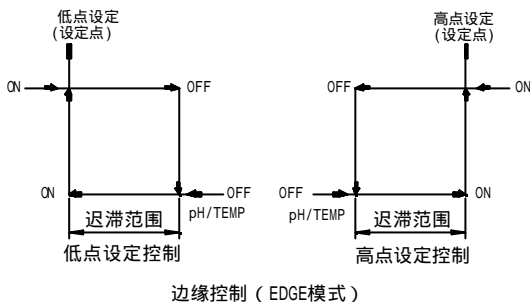 低点设定
(设定点)
ON
OFF
ON
OFF
pH/TEMP
迟滞范围
低点设定控制
高点设定
(设定点)
OFF
ON
OFF
ON
pH/TEMP
迟滞范围
高点设定控制
边缘控制（EDGE模式）